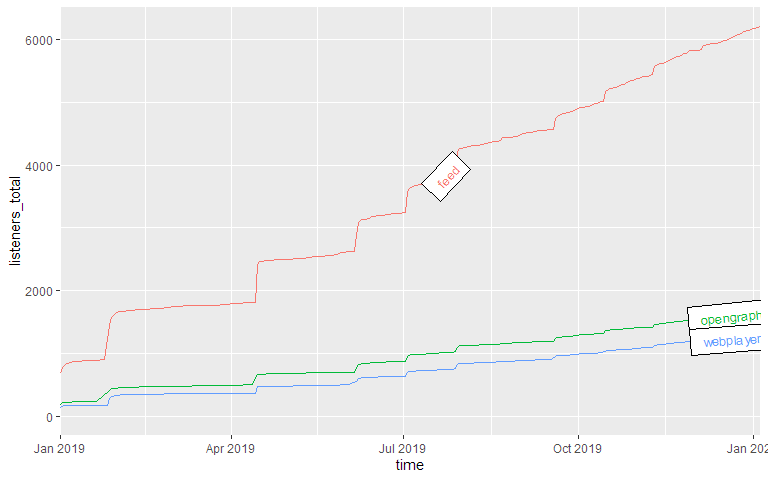 6000
4000
2000
0
listeners_total
feed
opengraph
webplayer
Jan 2019
Apr 2019
Jul 2019
Oct 2019
Jan 202
time